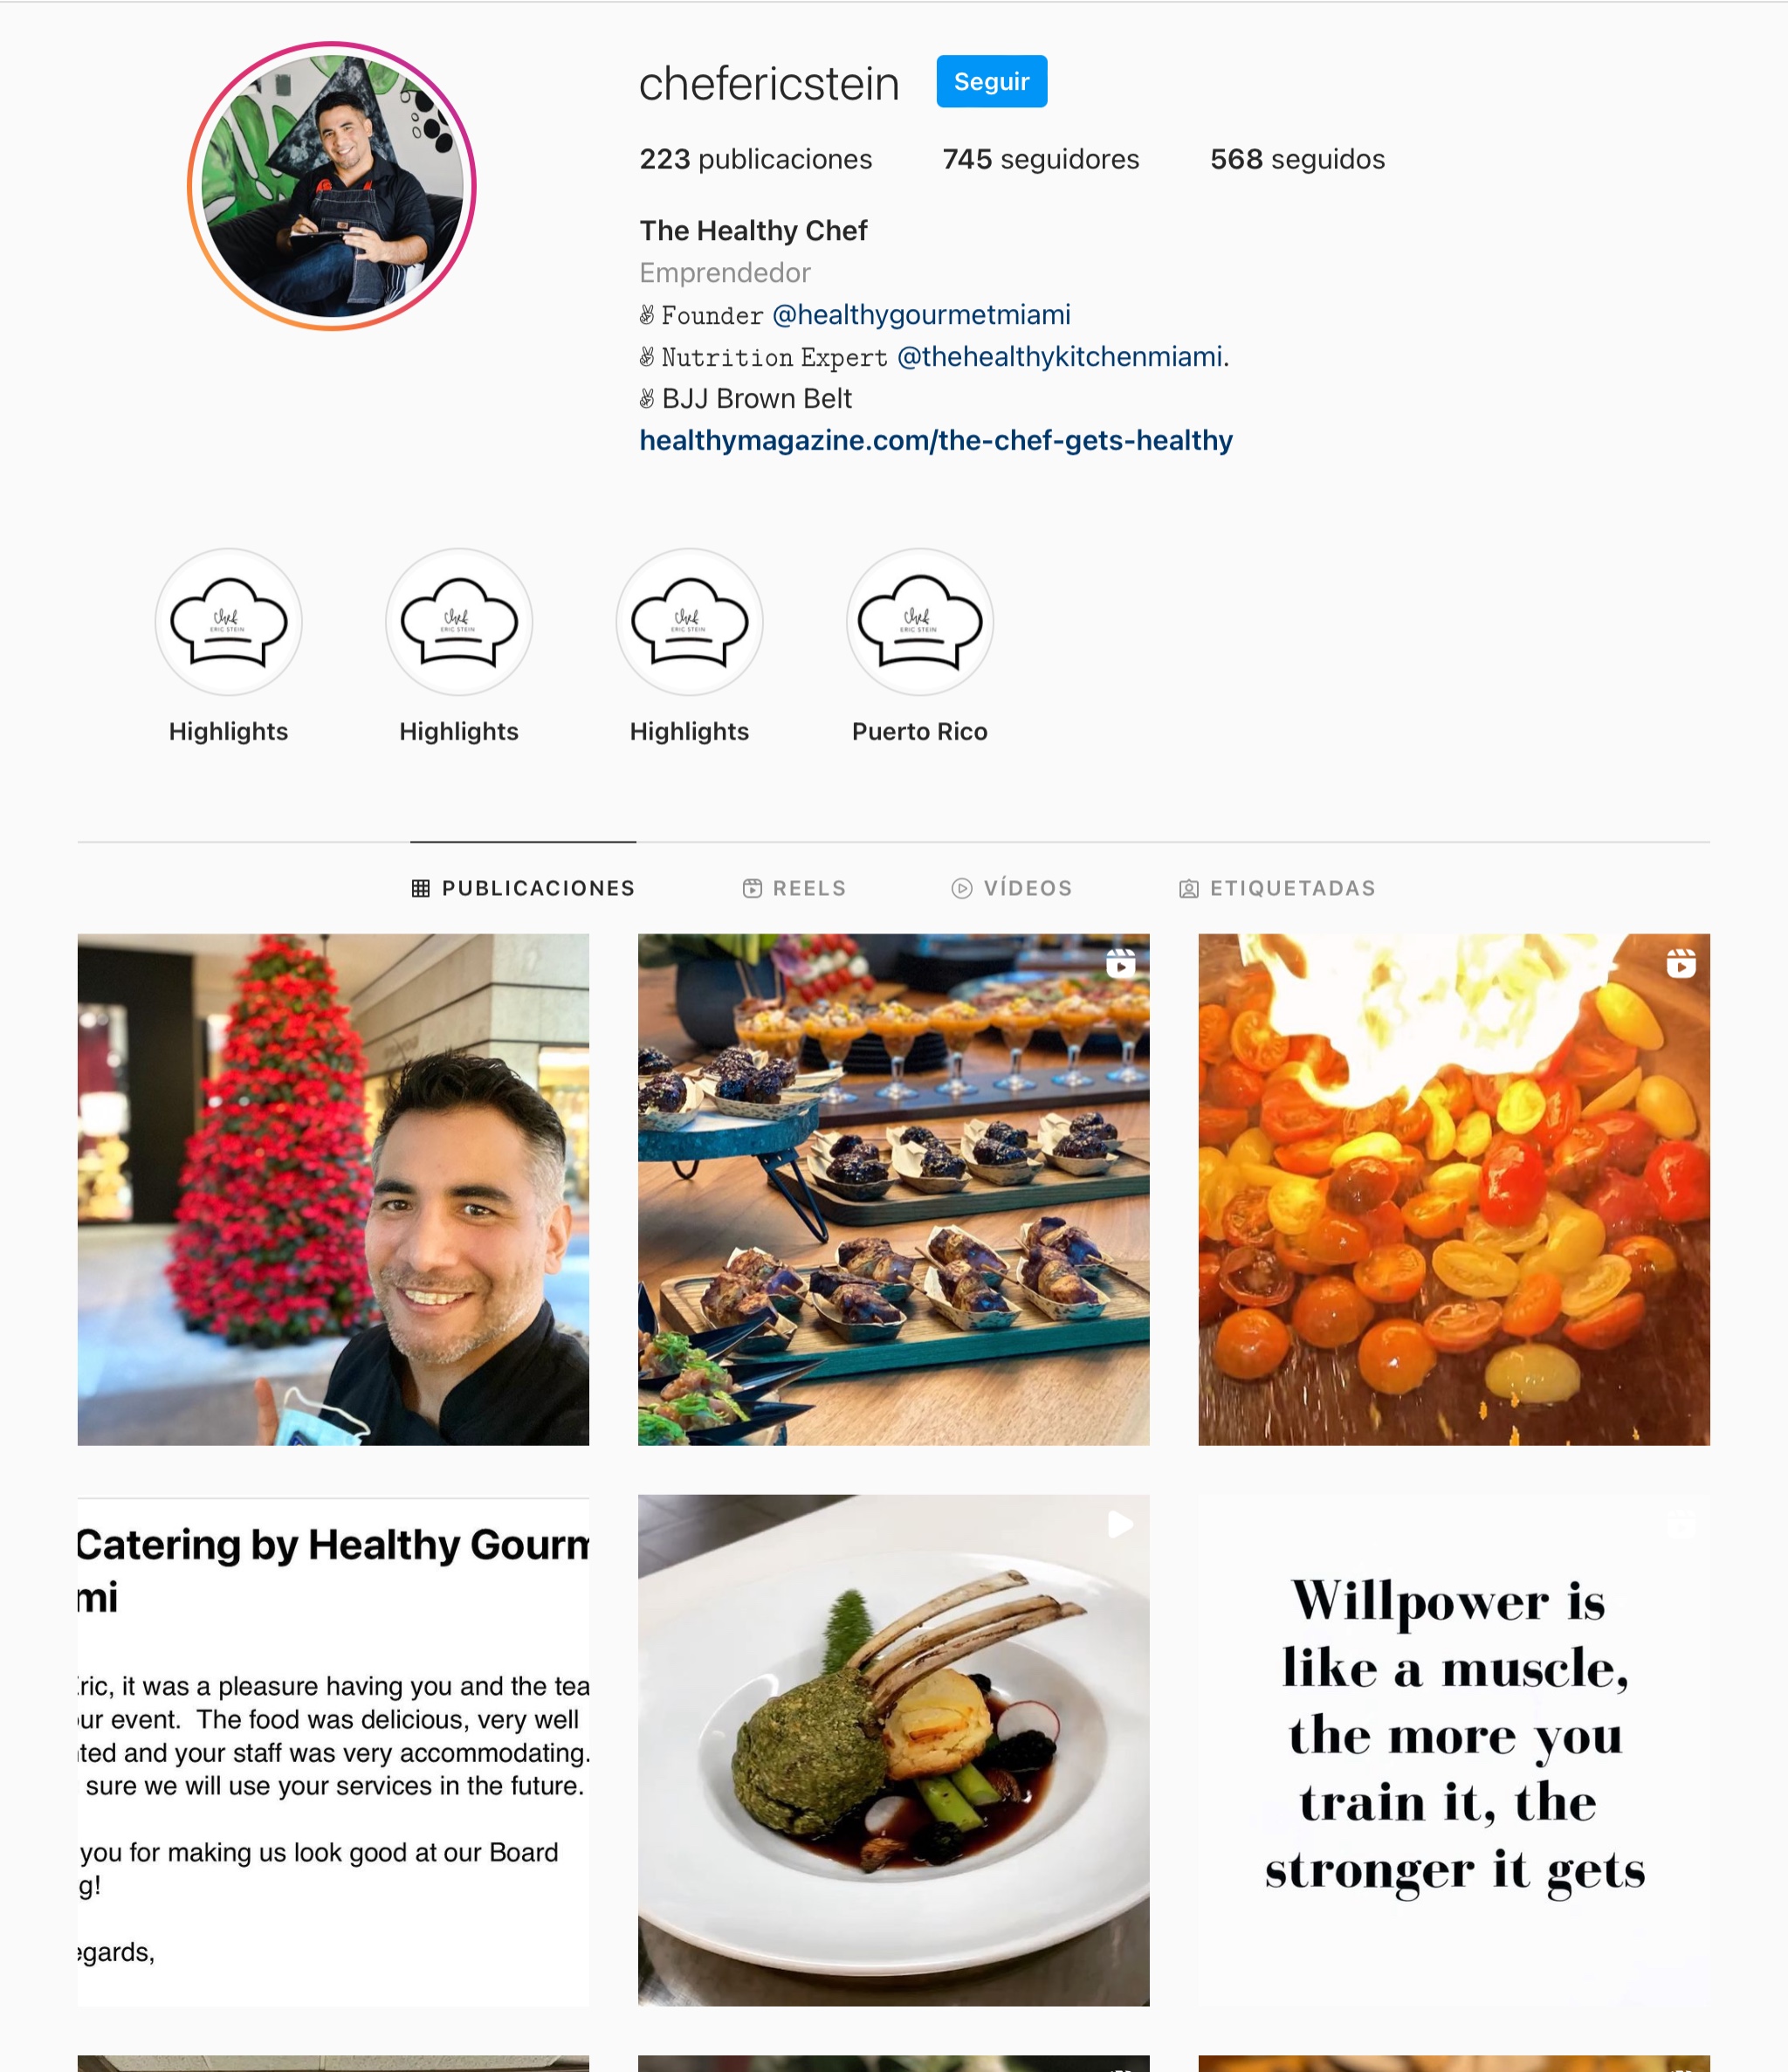 chefericstein Seguir
223 publicaciones 745 seguidores 568 seguidos
The Healthy Chef
Emprendedor
✌ Founder @healthygourmetmiami
✌ Nutrition Expert @thehealthykitchenmiami.
✌ BJJ Brown Belt
healthymagazine.com/the-chef-gets-healthy
chef
ERIC STEIN
chef
ERIC STEIN
chef
ERIC STEIN
chef
ERIC STEIN
Highlights Highlights Highlights Puerto Rico
PUBLICACIONES REELS VÍDEOS ETIQUETADAS
Catering by Healthy Gourm
mi
ric, it was a pleasure having you and the tea
ur event. The food was delicious, very well
ted and your staff was very accommodating.
sure we will use your services in the future.
you for making us look good at our Board
g!
egards,
Willpower is
like a muscle,
the more you
train it, the
stronger it gets